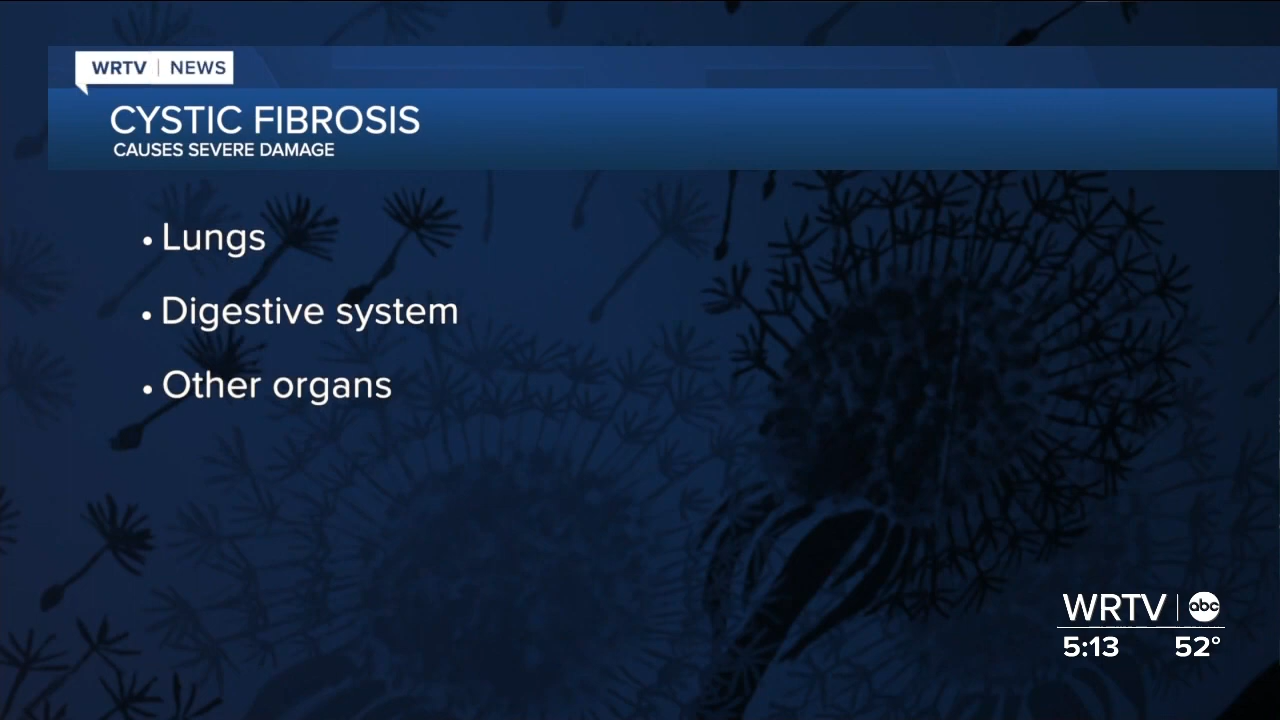 WRTV | NEWS
CYSTIC FIBROSIS
CAUSES SEVERE DAMAGE
• Lungs
• Digestive system
• Other organs
WRTV | abc
5:13 52°